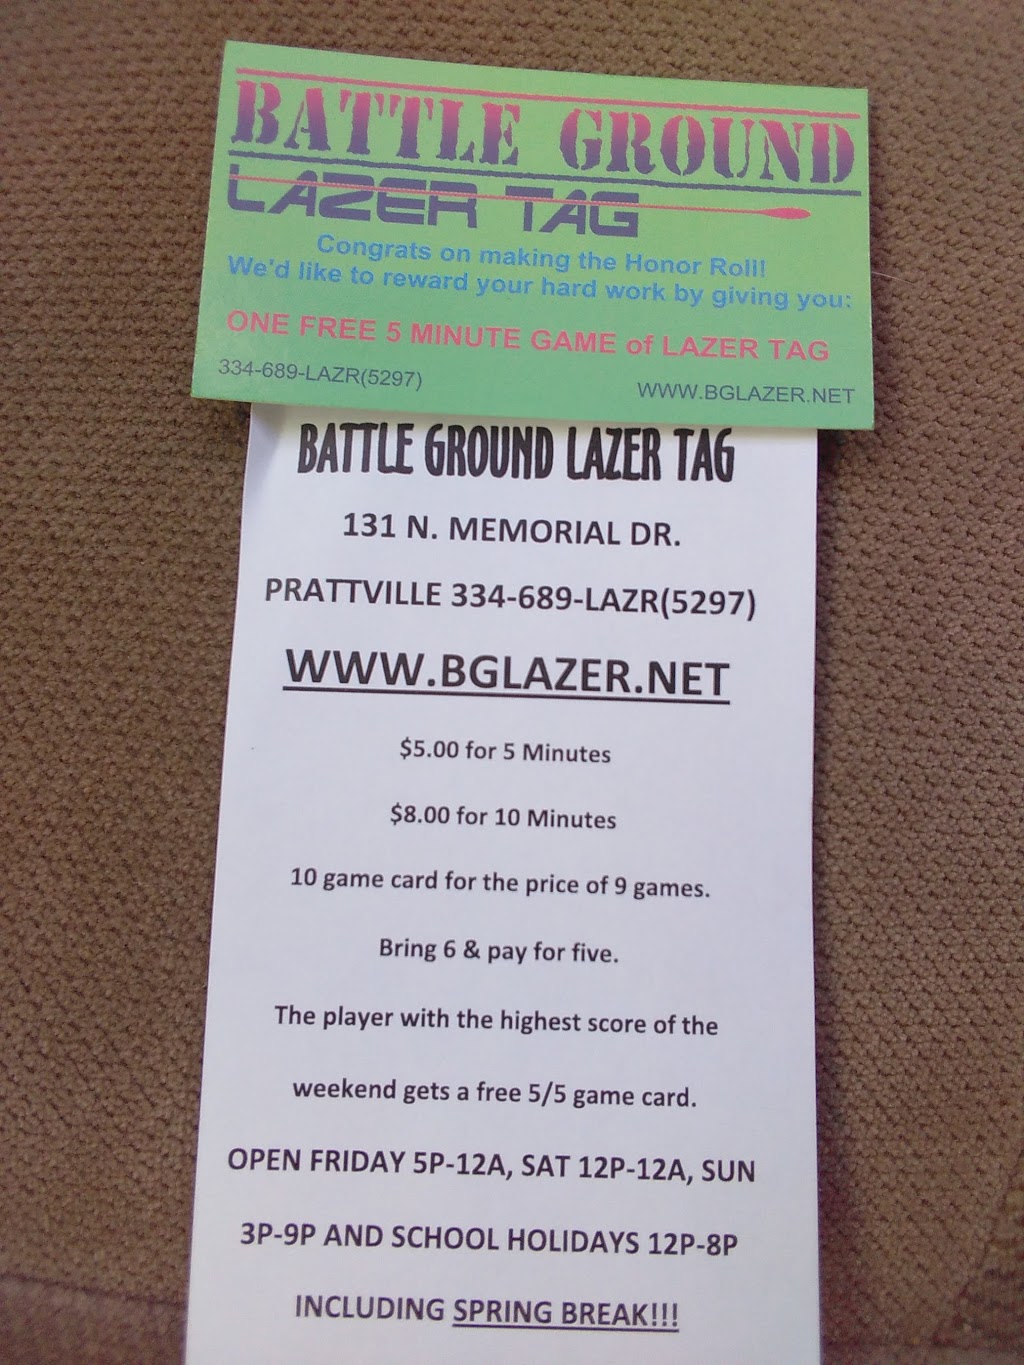 BATTLE GROUND
LAZER TAG
Congrats on making the Honor Roll!
We'd like to reward your hard work by giving you:
ONE FREE 5 MINUTE GAME of LAZER TAG
334-689-LAZR(5297)
WWW.BGLAZER.NET
BATTLE GROUND LAZER TAG
131 N. MEMORIAL DR.
PRATTVILLE 334-689-LAZR(5297)
WWW.BGLAZER.NET
$5.00 for 5 Minutes
$8.00 for 10 Minutes
10 game card for the price of 9 games.
Bring 6 & pay for five.
The player with the highest score of the
weekend gets a free 5/5 game card.
OPEN FRIDAY 5P-12A, SAT 12P-12A, SUN
3P-9P AND SCHOOL HOLIDAYS 12P-8P
INCLUDING SPRING BREAK!!!